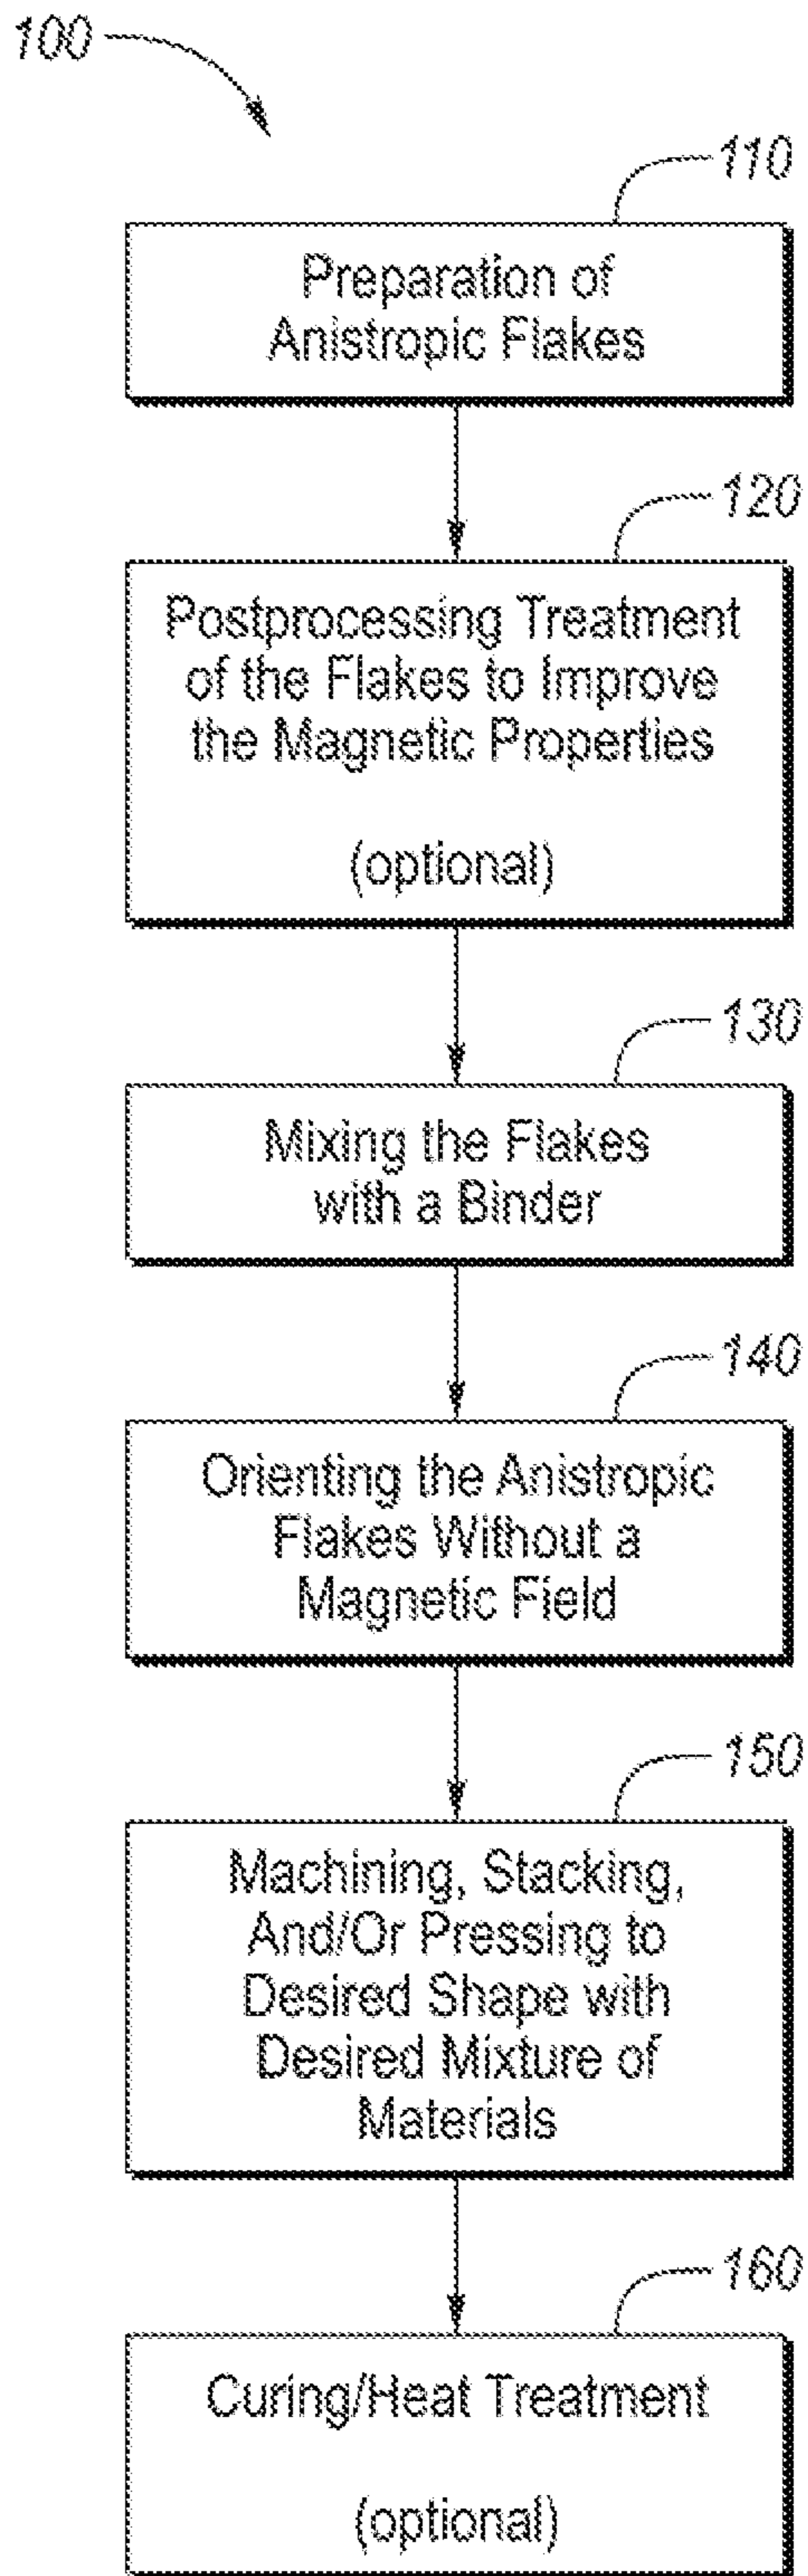 100
110
Preparation of
Anistropic Flakes
120
Postprocessing Treatment
of the Flakes to Improve
the Magnetic Properties
(optional)
130
Mixing the Flakes
with a Binder
140
Orienting the Anistropic
Flakes Without a
Magnetic Field
150
Machining, Stacking,
And/Or Pressing to
Desired Shape with
Desired Mixture of
Materials
160
Curing/Heat Treatment
(optional)